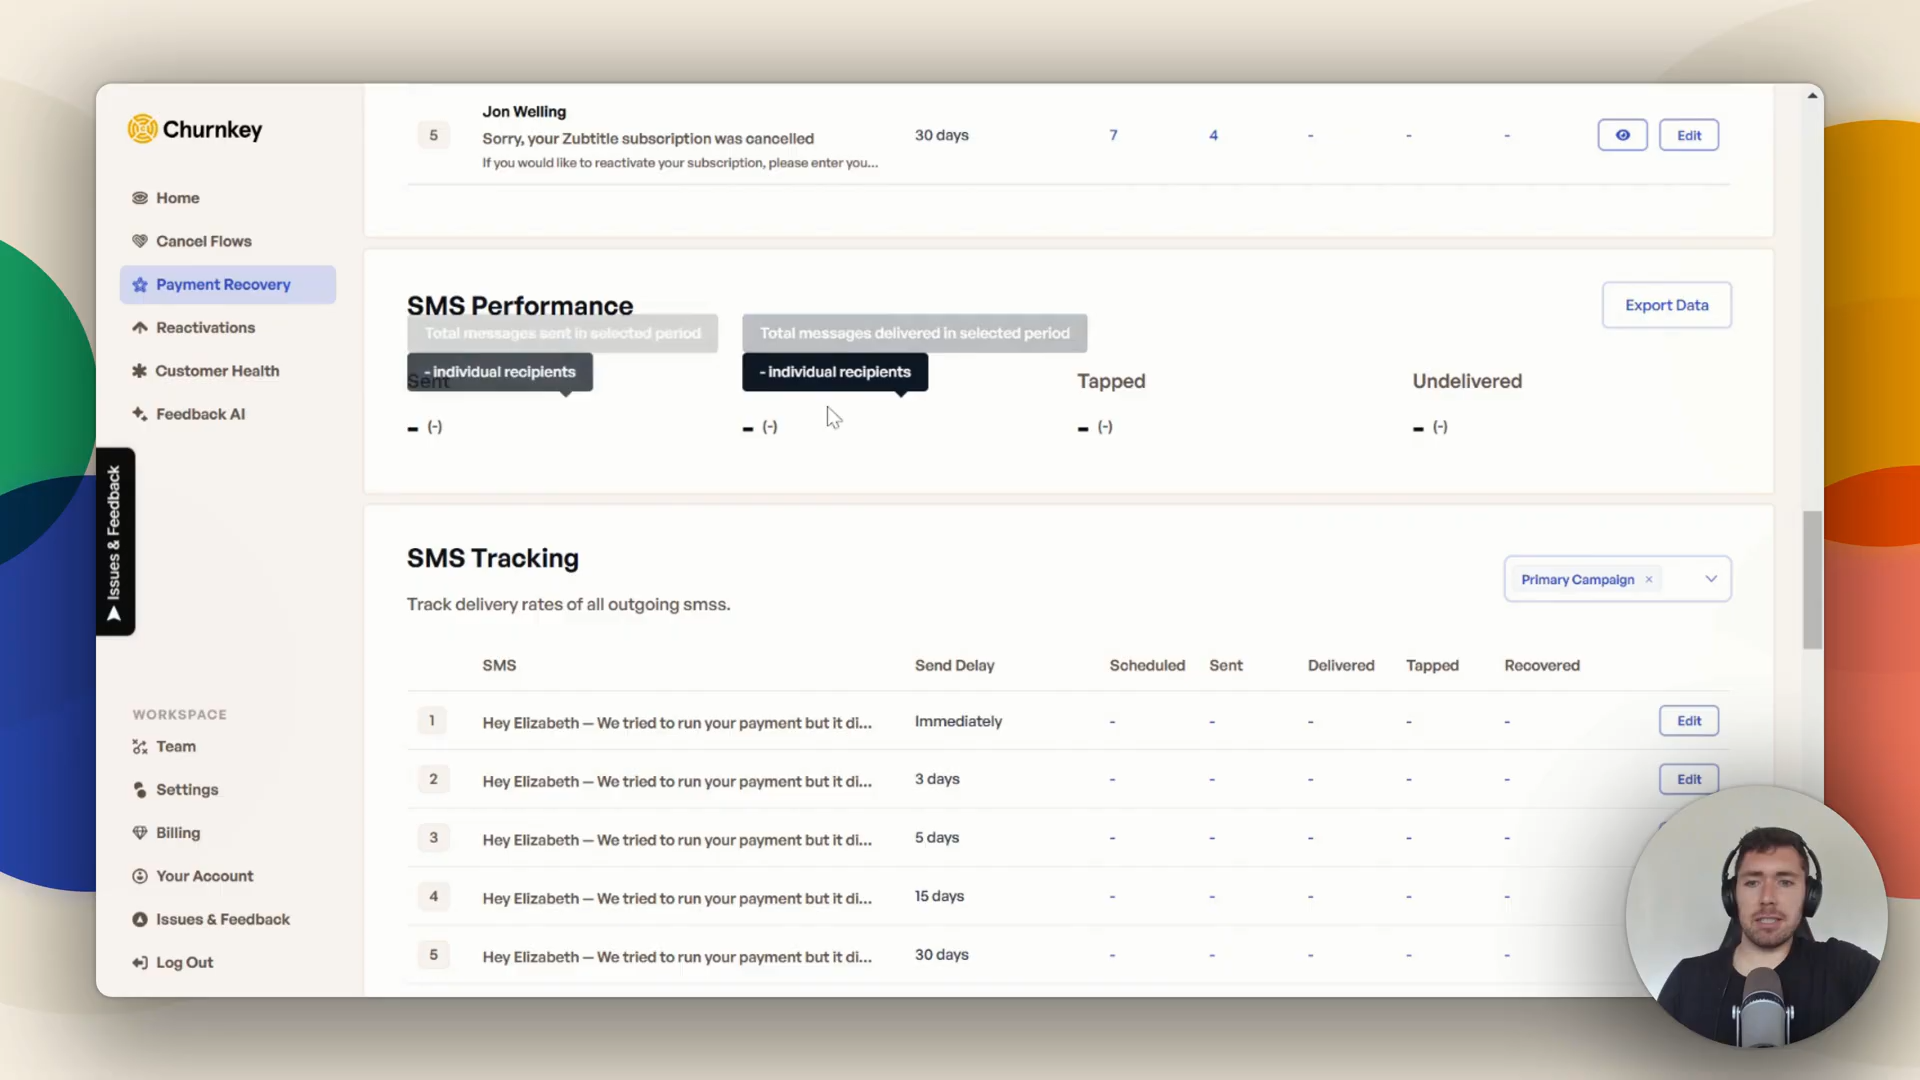 Churnkey
Home
Cancel Flows
Payment Recovery
Reactivations
Customer Health
Feedback AI
Issues & Feedback
WORKSPACE
Team
Settings
Billing
Your Account
Issues & Feedback
Log Out
5 Jon Welling
Sorry, your Zubtitle subscription was cancelled 30 days 7 4 - - - Edit
If you would like to reactivate your subscription, please enter you...
SMS Performance Export Data
Total messages sent in selected period Total messages delivered in selected period
- individual recipients - individual recipients
Sent Tapped Undelivered
- (-) - (-) - (-) - (-)
SMS Tracking
Primary Campaign ×
Track delivery rates of all outgoing smss.
SMS Send Delay Scheduled Sent Delivered Tapped Recovered
1 Hey Elizabeth – We tried to run your payment but it di... Immediately - - - - - Edit
2 Hey Elizabeth – We tried to run your payment but it di... 3 days - - - - - Edit
3 Hey Elizabeth – We tried to run your payment but it di... 5 days - - - - -
4 Hey Elizabeth – We tried to run your payment but it di... 15 days - - - - -
5 Hey Elizabeth – We tried to run your payment but it di... 30 days - - - - -